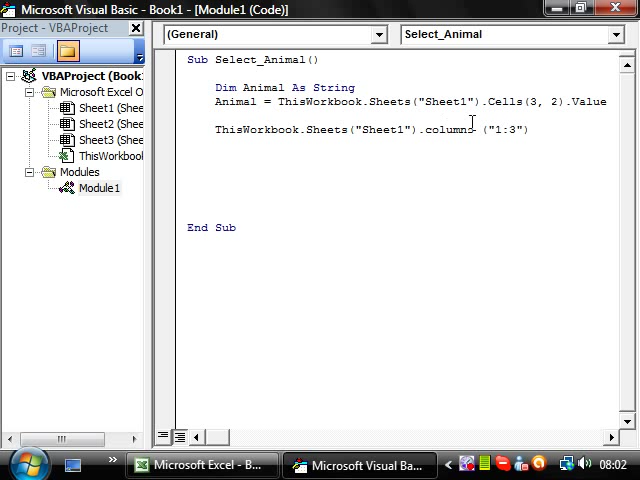 Microsoft Visual Basic - Book1 - [Module1 (Code)]
Project - VBAProject
(General)
Select_Animal
VBAProject (Book1
Microsoft Excel O
Sheet1 (Shee
Sheet2 (Shee
Sheet3 (Shee
ThisWorkboo
Modules
Module1
Sub Select_Animal()
Dim Animal As String
Animal = ThisWorkbook.Sheets("Sheet1").Cells(3, 2).Value
ThisWorkbook.Sheets("Sheet1").columns ("1:3")
End Sub
Microsoft Excel - B...
Microsoft Visual Ba...
08:02